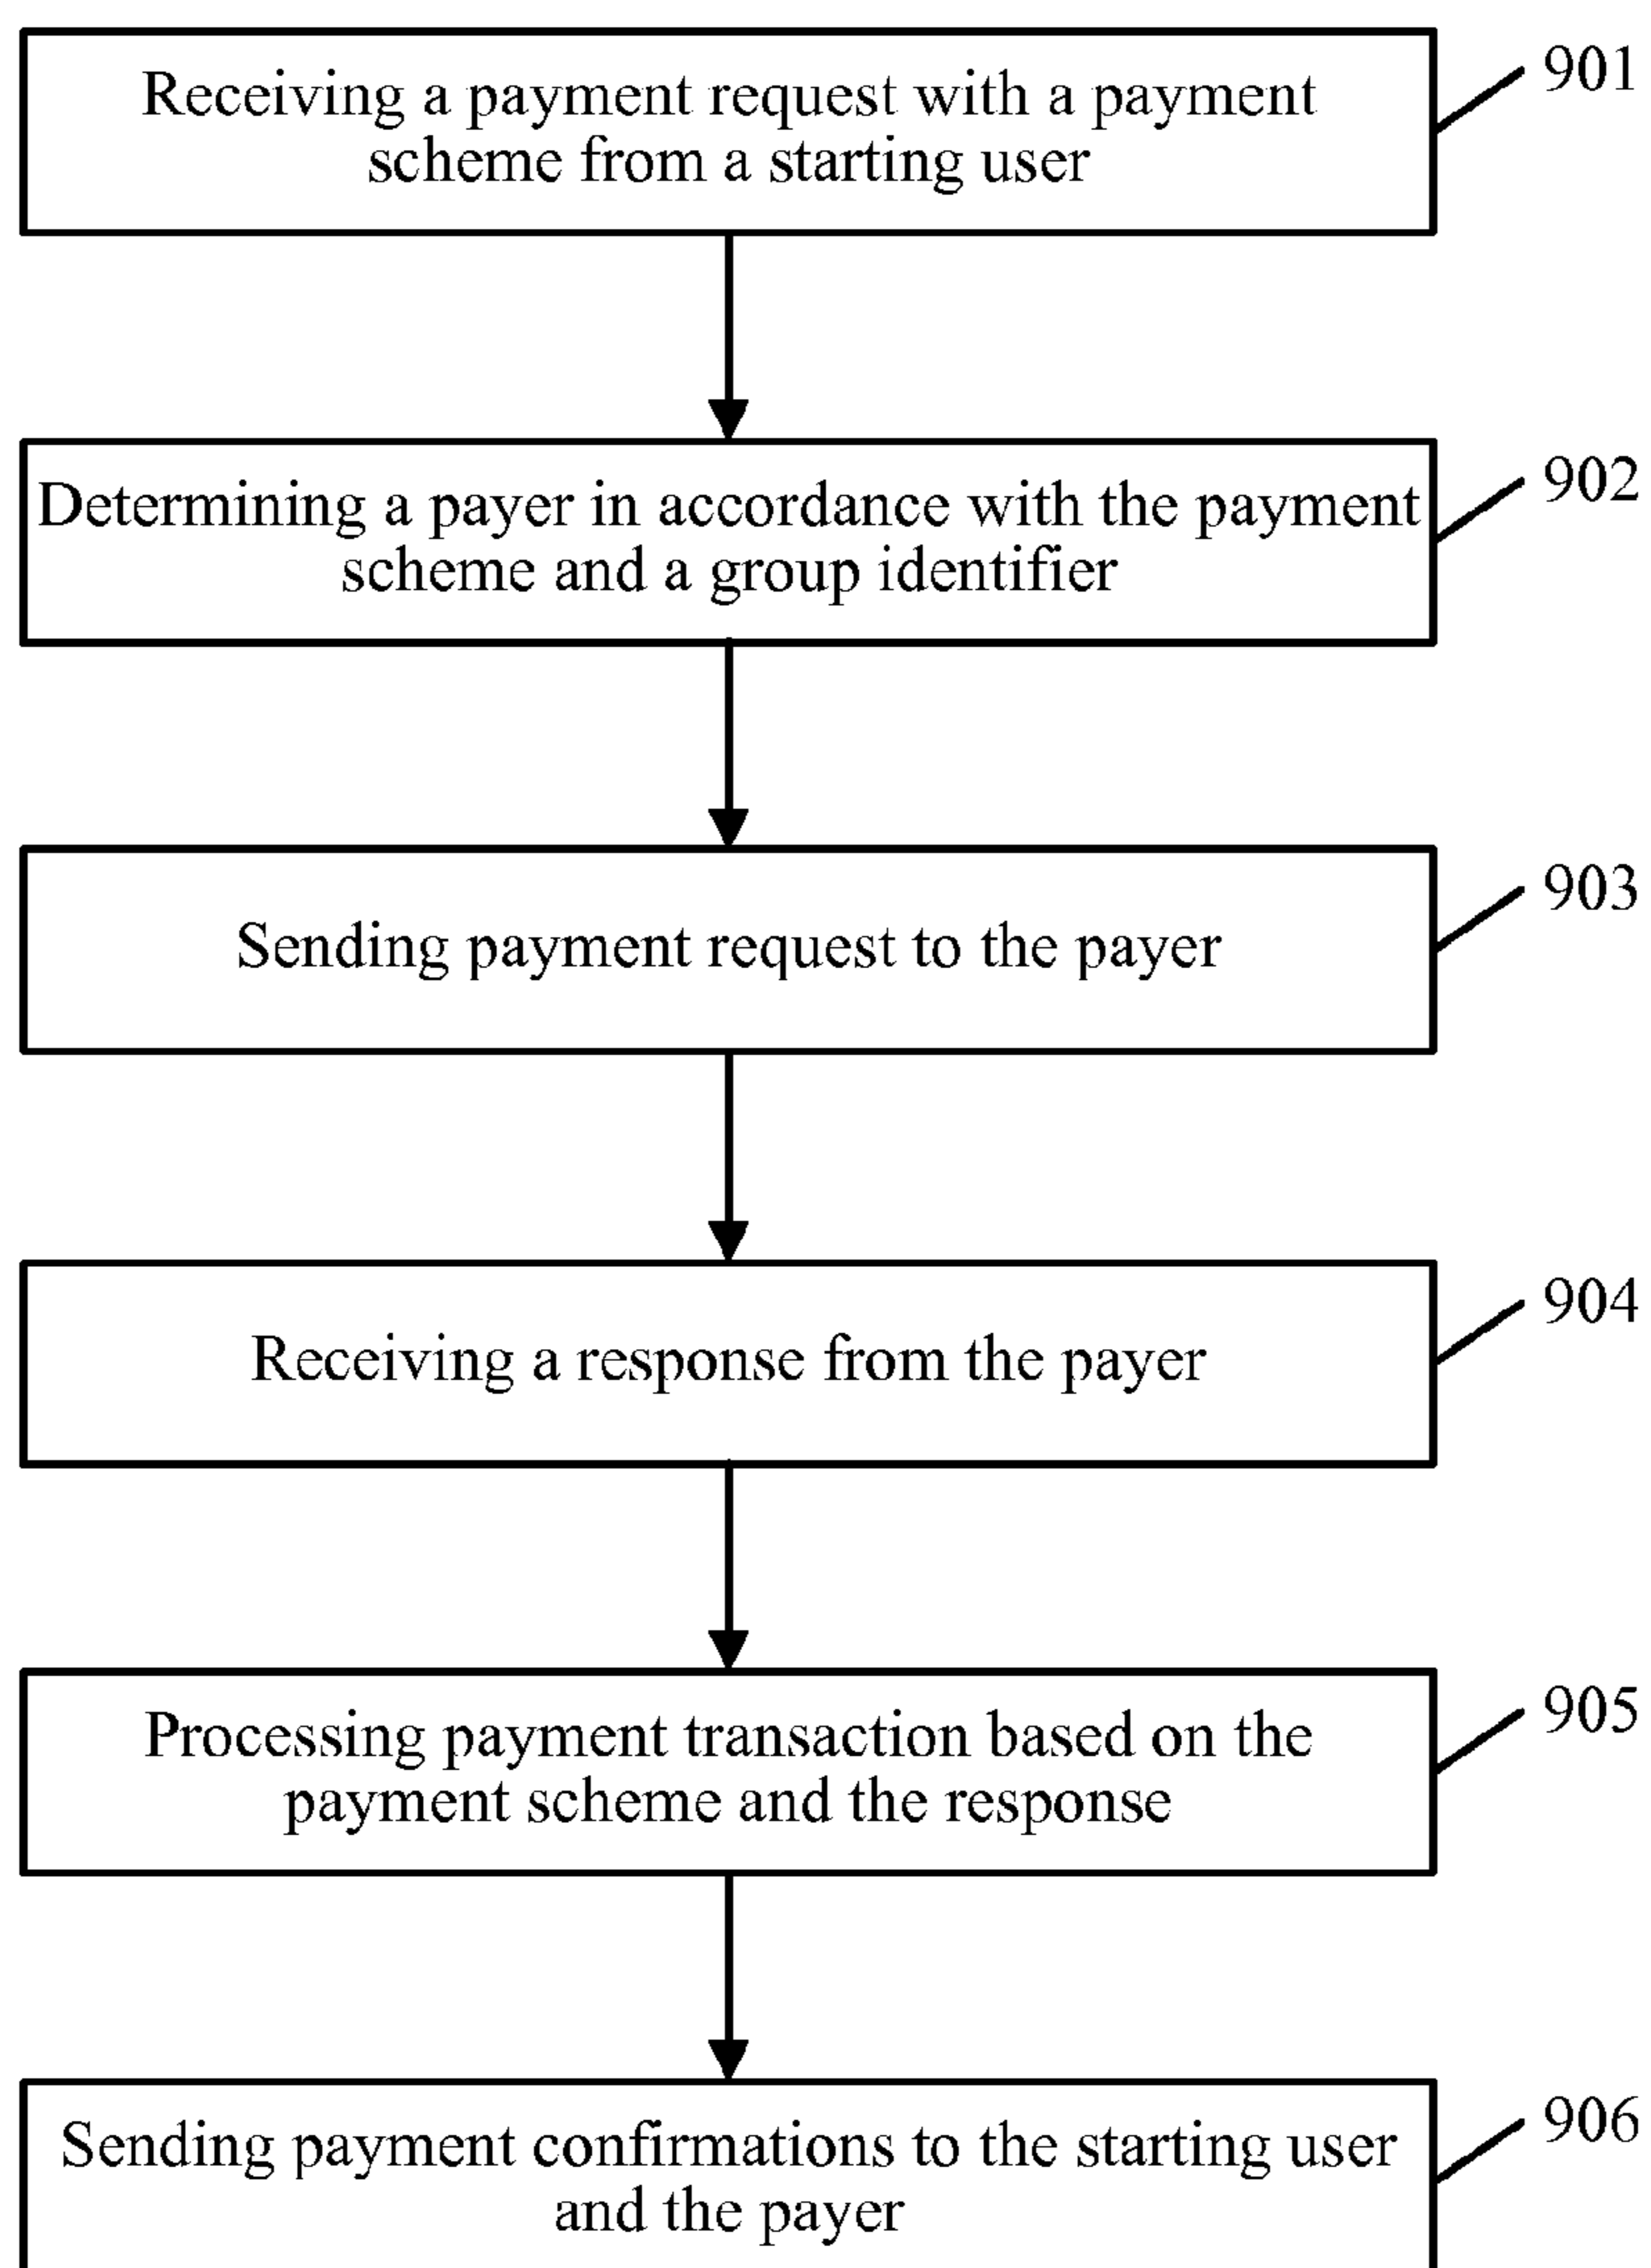 Receiving a payment request with a payment
scheme from a starting user
901
Determining a payer in accordance with the payment
scheme and a group identifier
902
Sending payment request to the payer
903
Receiving a response from the payer
904
Processing payment transaction based on the
payment scheme and the response
905
Sending payment confirmations to the starting user
and the payer
906